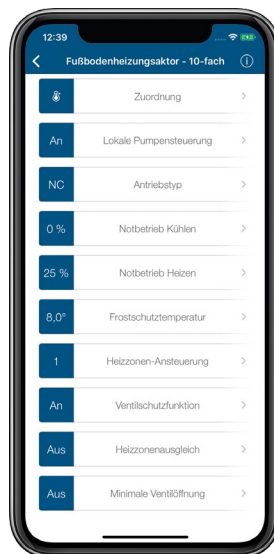 12:39
Fußbodenheizungsaktor - 10-fach
Zuordnung
An Lokale Pumpensteuerung
NC Antriebstyp
0 % Notbetrieb Kühlen
25 % Notbetrieb Heizen
8,0° Frostschutztemperatur
1 Heizzonen-Ansteuerung
An Ventilschutzfunktion
Aus Heizzonenausgleich
Aus Minimale Ventilöffnung